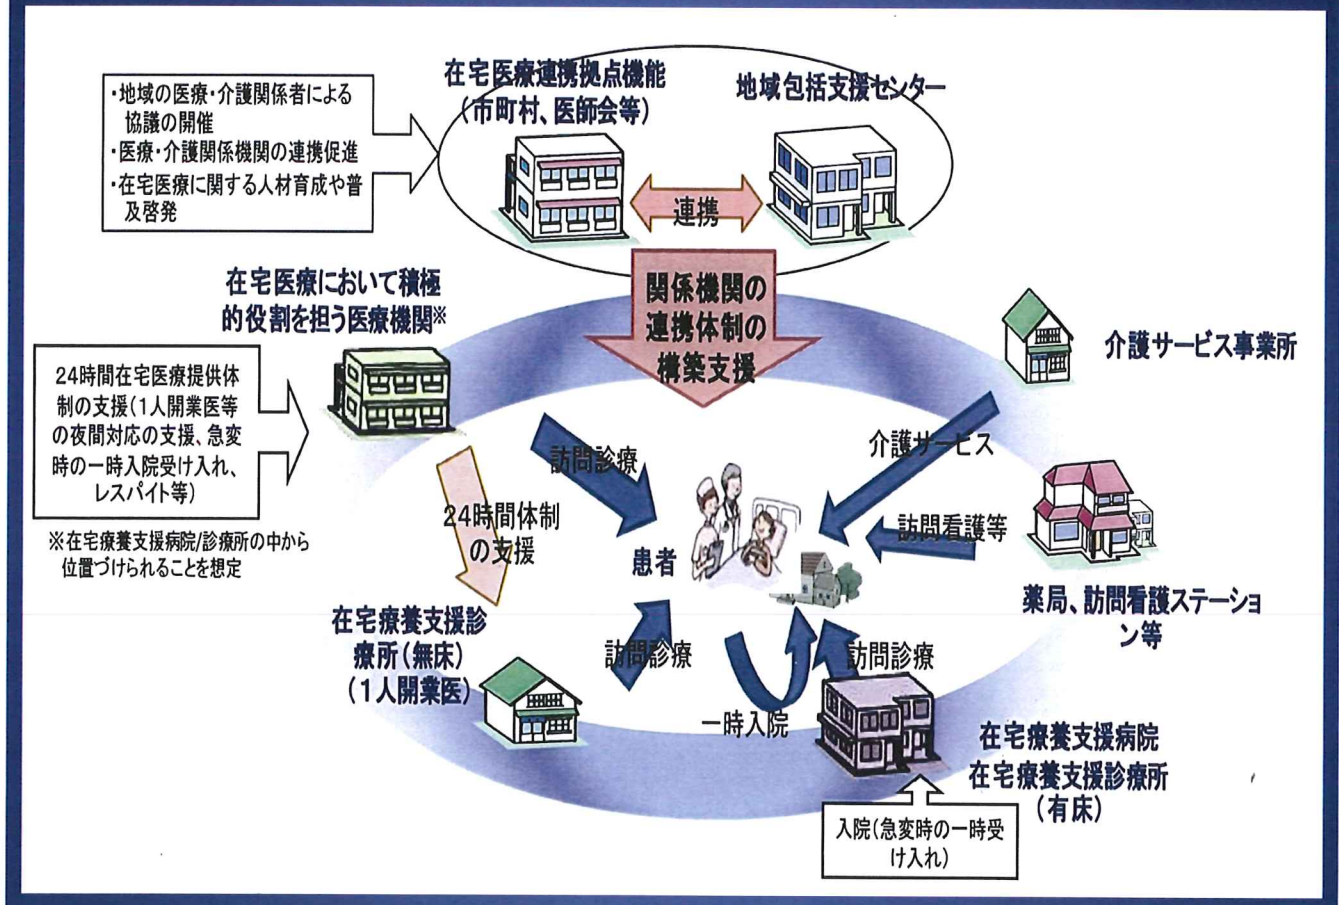 在宅医療連携拠点機能
(市町村、医師会等)
地域包括支援センター
・地域の医療・介護関係者による
協議の開催
・医療・介護関係機関の連携促進
・在宅医療に関する人材育成や普
及啓発
連携
関係機関の
連携体制の
構築支援
在宅医療において積極
的役割を担う医療機関※
介護サービス事業所
24時間在宅医療提供体
制の支援(1人開業医等
の夜間対応の支援、急変
時の一時入院受け入れ、
レスパイト等)
※在宅療養支援病院/診療所の中から
位置づけられることを想定
訪問診療
介護サービス
24時間体制
の支援
訪問看護等
患者
薬局、訪問看護ステーショ
ン等
在宅療養支援診
療所(無床)
(1人開業医)
訪問診療
訪問診療
一時入院
在宅療養支援病院
在宅療養支援診療所
(有床)
入院(急変時の一時受
け入れ)